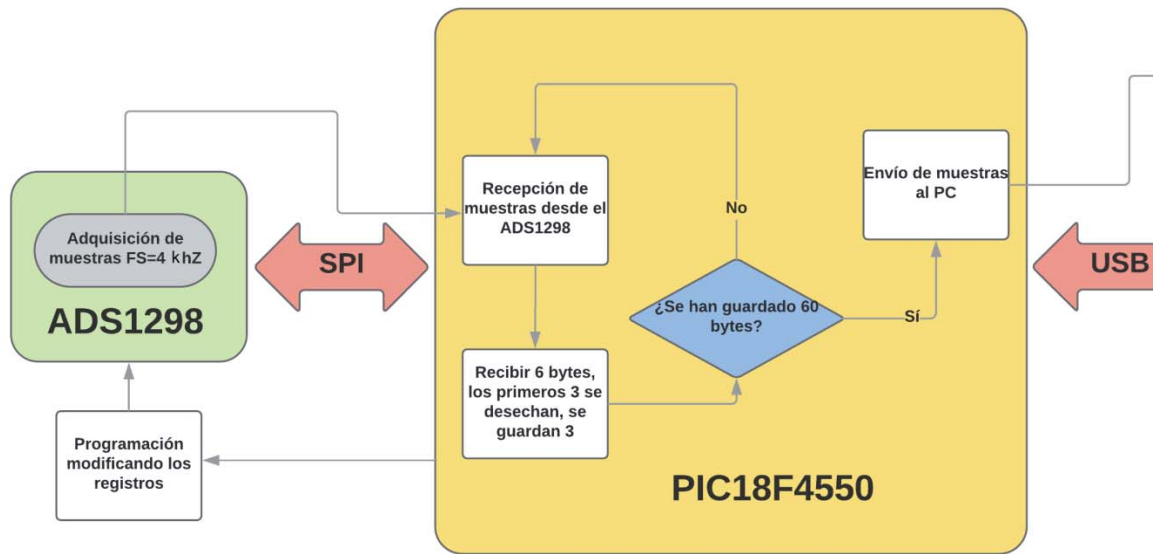 Adquisición de
muestras FS=4 khZ
ADS1298
Programación
modificando los
registros
SPI
Recepción de
muestras desde el
ADS1298
Recibir 6 bytes,
los primeros 3 se
desechan, se
guardan 3
No
¿Se han guardado 60
bytes?
Sí
Envío de muestras
al PC
PIC18F4550
USB